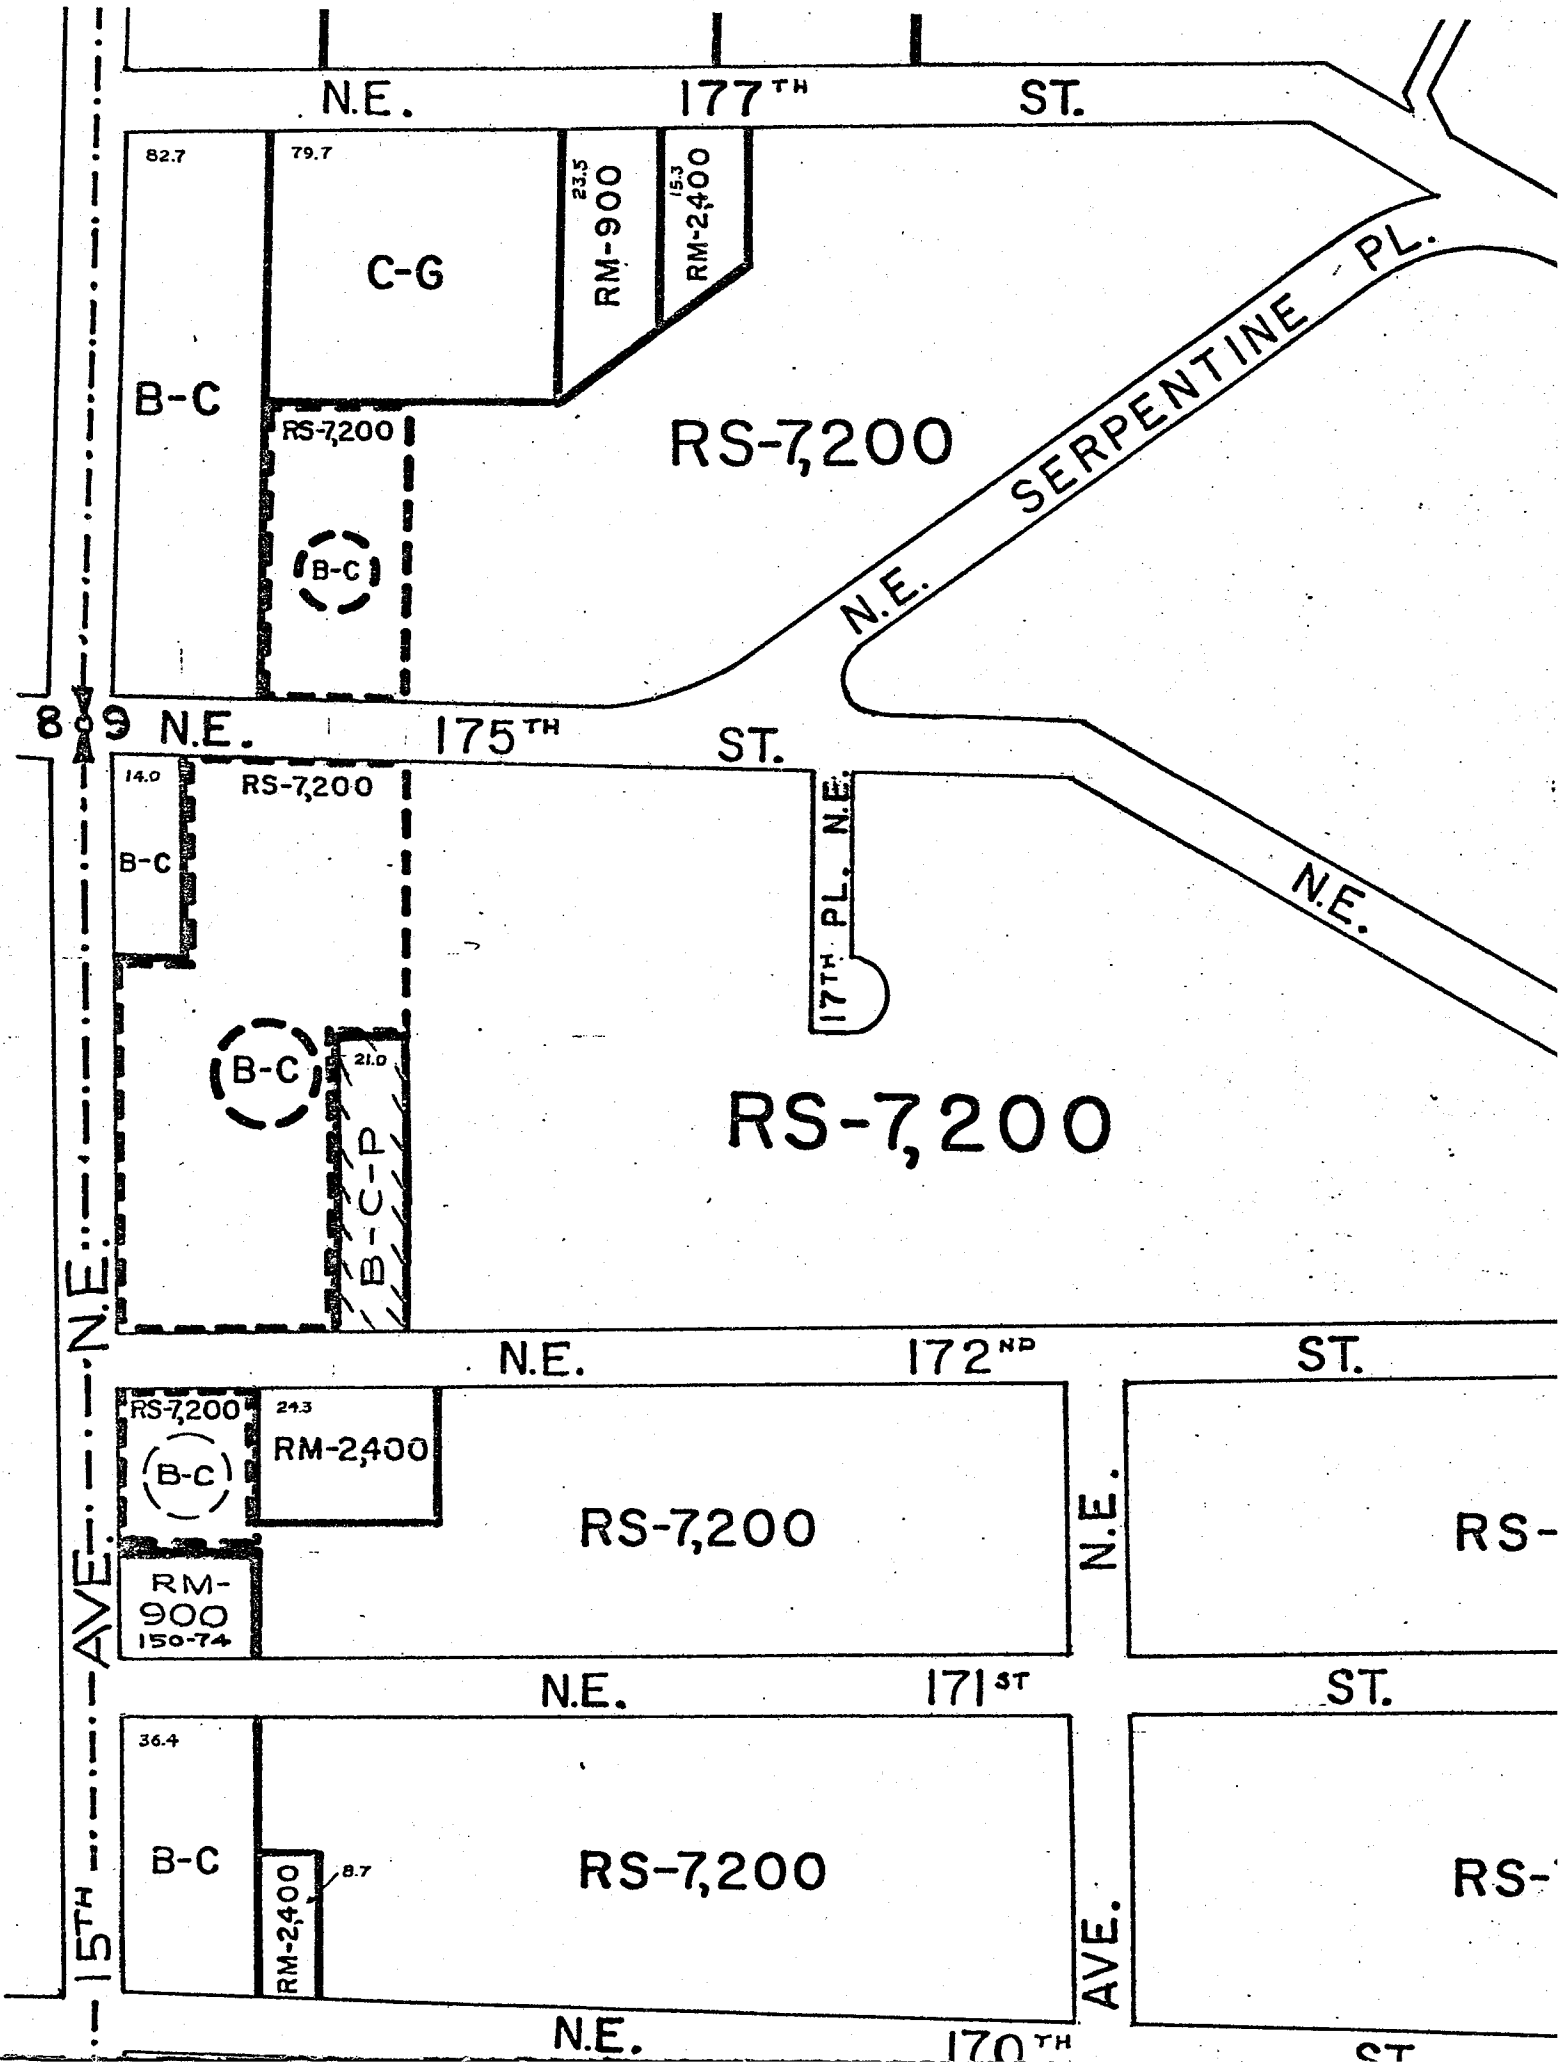 N.E. 177TH ST.
82.7
79.7
23.5
RM-900
15.3
RM-2,400
C-G
B-C
RS-7,200
B-C
RS-7,200
N.E. SERPENTINE PL.
8 9
N.E. 175TH ST.
14.0
B-C
RS-7,200
B-C
21.0
B-C-P
17TH PL. N.E.
N.E.
RS-7,200
N.E. 172ND ST.
RS-7,200
B-C
24.3
RM-2,400
RS-7,200
N.E.
RS-
RM-
900
150-74
N.E. 171ST ST.
36.4
B-C
RM-2,400
8.7
RS-7,200
AVE.
RS-
15TH AVE. N.E.
N.E. 170TH ST